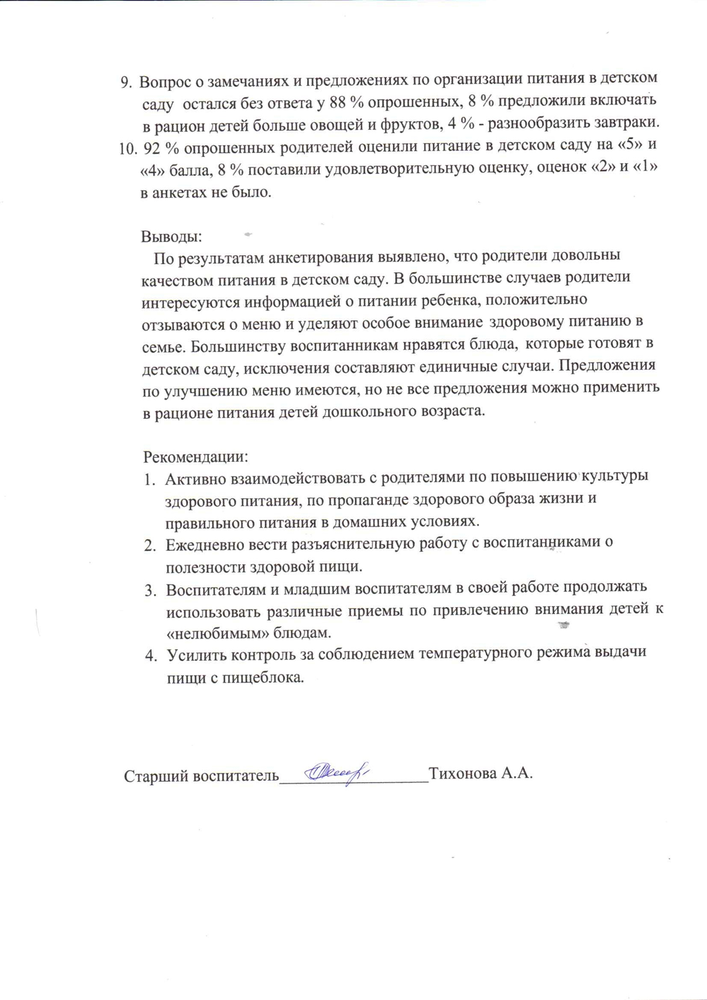 9. Вопрос о замечаниях и предложениях по организации питания в детском
саду остался без ответа у 88 % опрошенных, 8 % предложили включать
в рацион детей больше овощей и фруктов, 4 % - разнообразить завтраки.
10. 92 % опрошенных родителей оценили питание в детском саду на «5» и
«4» балла, 8 % поставили удовлетворительную оценку, оценок «2» и «1»
в анкетах не было.
Выводы:
По результатам анкетирования выявлено, что родители довольны
качеством питания в детском саду. В большинстве случаев родители
интересуются информацией о питании ребенка, положительно
отзываются о меню и уделяют особое внимание здоровому питанию в
семье. Большинству воспитанникам нравятся блюда, которые готовят в
детском саду, исключения составляют единичные случаи. Предложения
по улучшению меню имеются, но не все предложения можно применить
в рационе питания детей дошкольного возраста.
Рекомендации:
1. Активно взаимодействовать с родителями по повышению культуры
здорового питания, по пропаганде здорового образа жизни и
правильного питания в домашних условиях.
2. Ежедневно вести разъяснительную работу с воспитанниками о
полезности здоровой пищи.
3. Воспитателям и младшим воспитателям в своей работе продолжать
использовать различные приемы по привлечению внимания детей к
«нелюбимым» блюдам.
4. Усилить контроль за соблюдением температурного режима выдачи
пищи с пищеблока.
Старший воспитатель__________________Тихонова А.А.